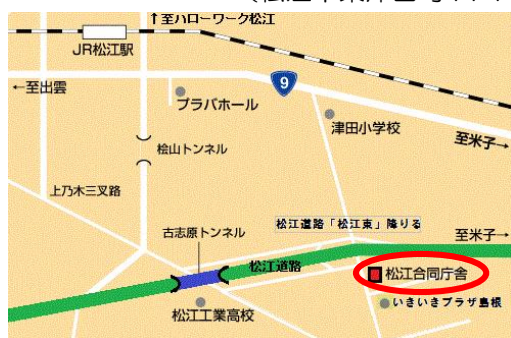 ↑至ハローワーク松江
JR松江駅
←至出雲
9
プラバホール
津田小学校
至米子→
桧山トンネル
上乃木三叉路
松江道路「松江東」降りる
古志原トンネル
至米子→
松江道路
松江合同庁舎
いきいきプラザ島根
松江工業高校